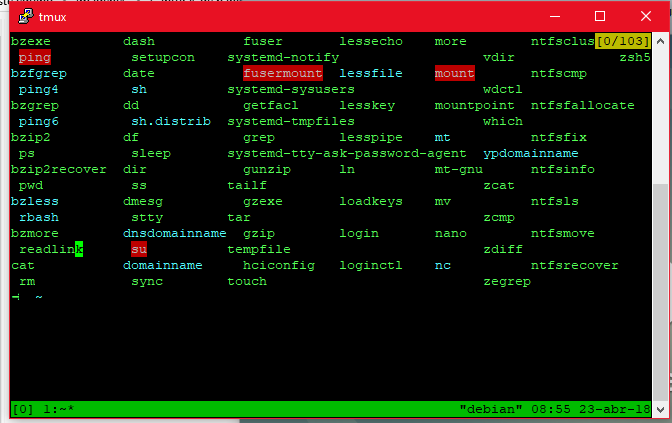 tmux
bzexe dash fuser lessecho more ntfsclus[0/103]
ping setupcon systemd-notify vdir zsh5
bzfgrep date fusermount lessfile mount ntfscmp
ping4 sh systemd-sysusers wdctl
bzgrep dd getfacl lesskey mountpoint ntfsfallocate
ping6 sh.distrib systemd-tmpfiles which
bzip2 df grep lesspipe mt ntfsfix
ps sleep systemd-tty-ask-password-agent ypdomainname
bzip2recover dir gunzip ln mt-gnu ntfsinfo
pwd ss tailf zcat
bzless dmesg gzexe loadkeys mv ntfsls
rbash stty tar zcmp
bzmore dnsdomainname gzip login nano ntfsmove
readlink su tempfile zdiff
cat domainname hciconfig loginctl nc ntfsrecover
rm sync touch zegrep
~
[0] 1:~* "debian" 08:55 23-abr-18